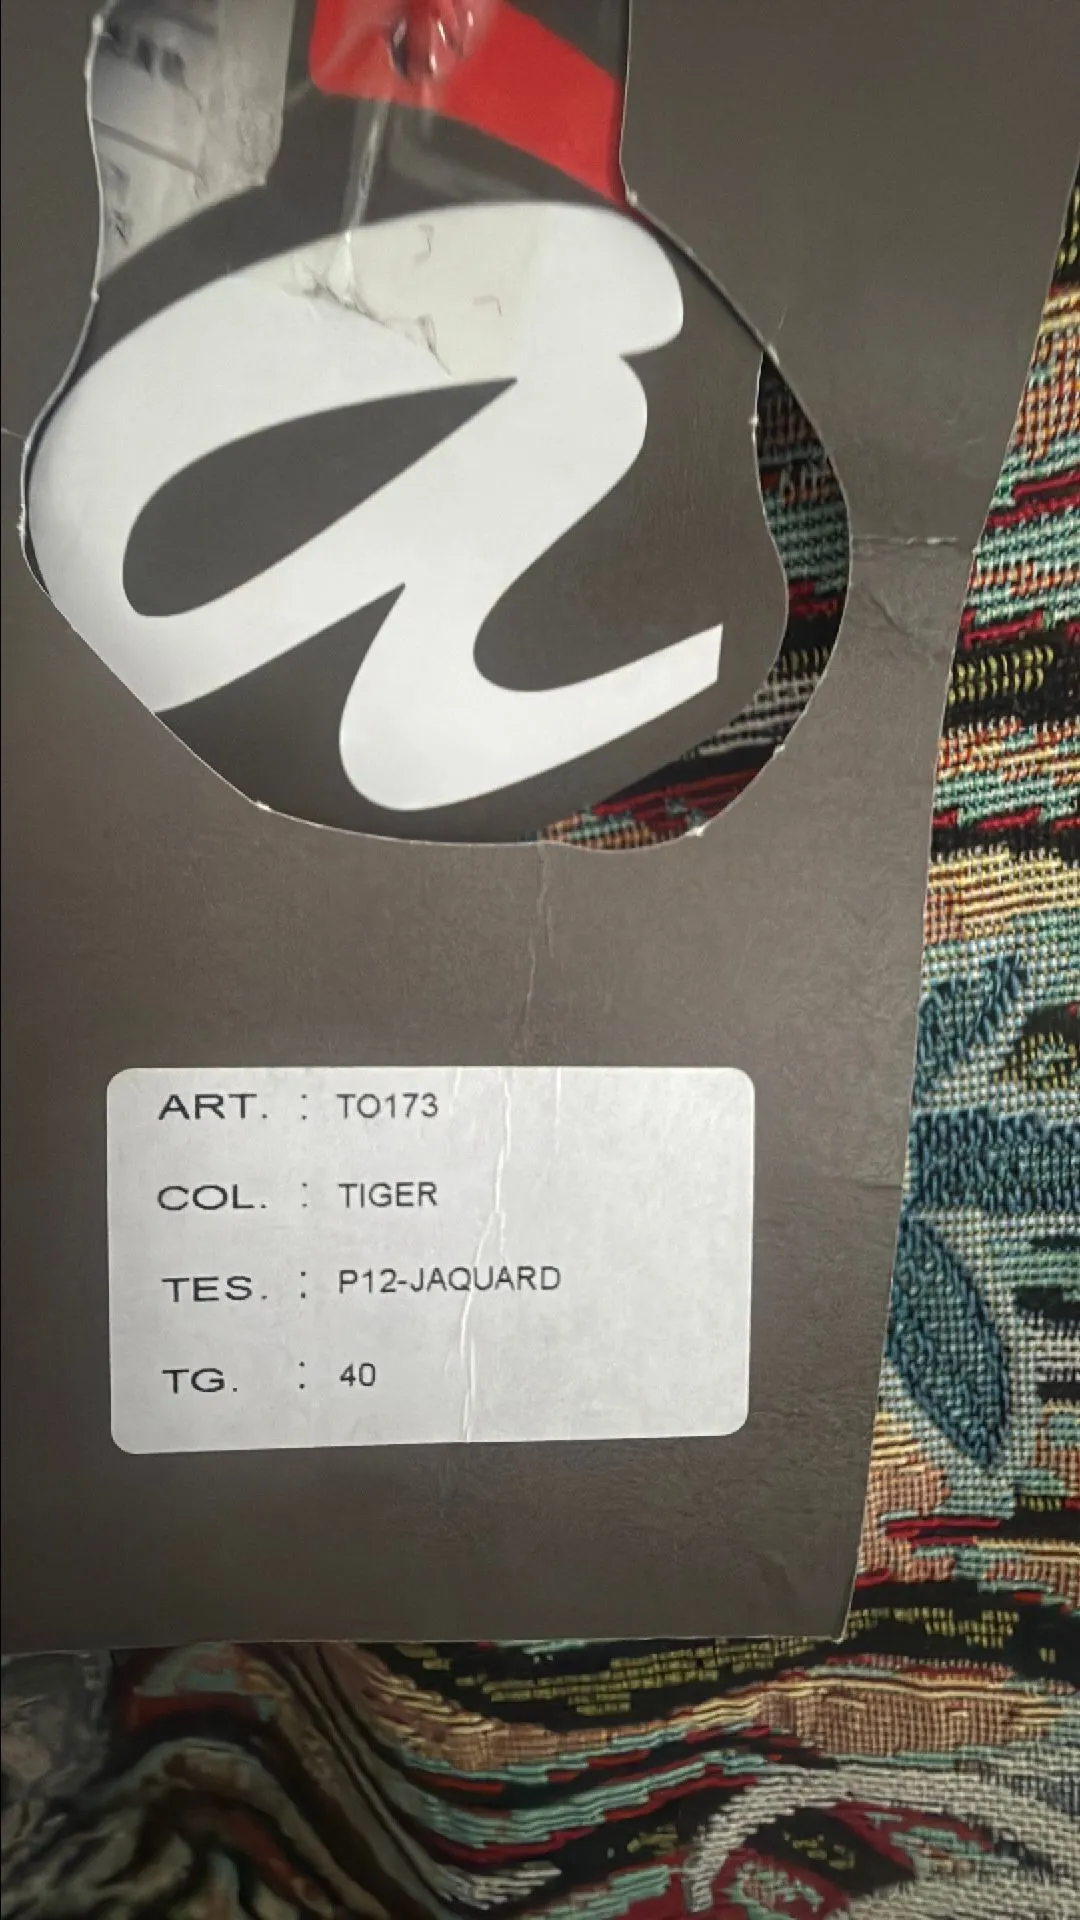 a
ART. : TO173
COL. : TIGER
TES. : P12-JAQUARD
TG. : 40